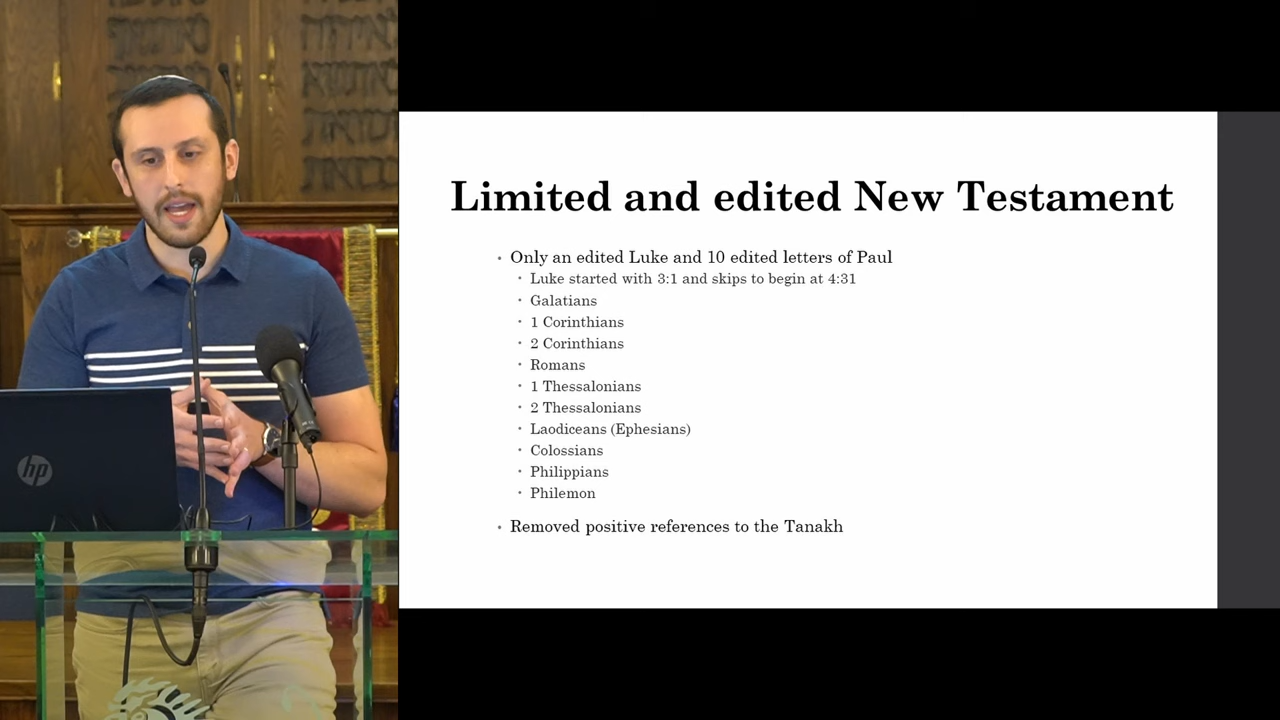 Limited and edited New Testament
• Only an edited Luke and 10 edited letters of Paul
• Luke started with 3:1 and skips to begin at 4:31
• Galatians
• 1 Corinthians
• 2 Corinthians
• Romans
• 1 Thessalonians
• 2 Thessalonians
• Laodiceans (Ephesians)
• Colossians
• Philippians
• Philemon
• Removed positive references to the Tanakh
hp